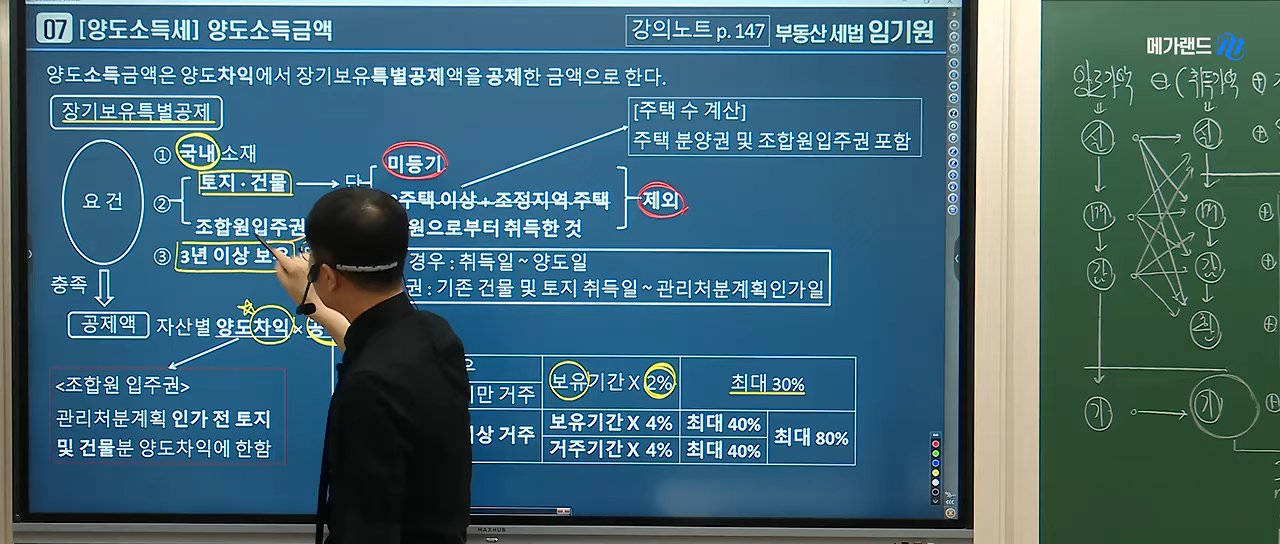 07 [양도소득세] 양도소득금액
강의노트 p. 147
부동산 세법 임기원
양도소득금액은 양도차익에서 장기보유특별공제액을 공제한 금액으로 한다.
장기보유특별공제
[주택 수 계산]
주택 분양권 및 조합원입주권 포함
요 건
① 국내 소재
② 토지 · 건물
미등기
주택 이상 + 조정지역 주택
제외
조합원입주권
원으로부터 취득한 것
③ 3년 이상 보유
경우 : 취득일 ~ 양도일
권 : 기존 건물 및 토지 취득일 ~ 관리처분계획인가일
충족
공제액
자산별 양도차익 ×
<조합원 입주권>
관리처분계획 인가 전 토지
및 건물분 양도차익에 한함
보유기간 X 2%
최대 30%
미만 거주
이상 거주
보유기간 X 4%
최대 40%
최대 80%
거주기간 X 4%
최대 40%
MAXHUB
메가랜드
취득가액
기
기